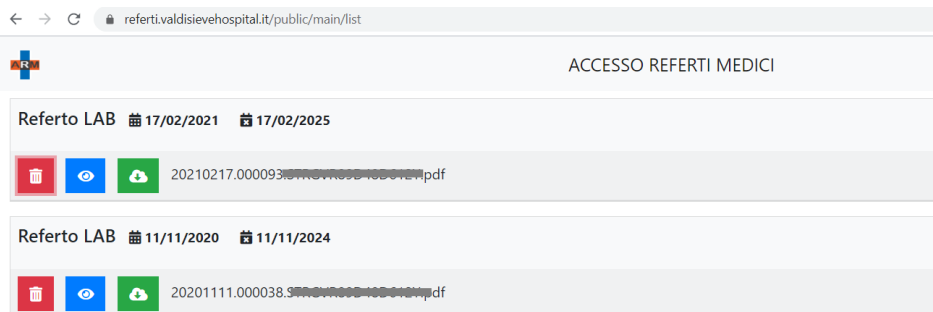 referti.valdisievehospital.it/public/main/list
ARM
ACCESSO REFERTI MEDICI
Referto LAB 17/02/2021 17/02/2025
20210217.000093. pdf
Referto LAB 11/11/2020 11/11/2024
20201111.000038. pdf